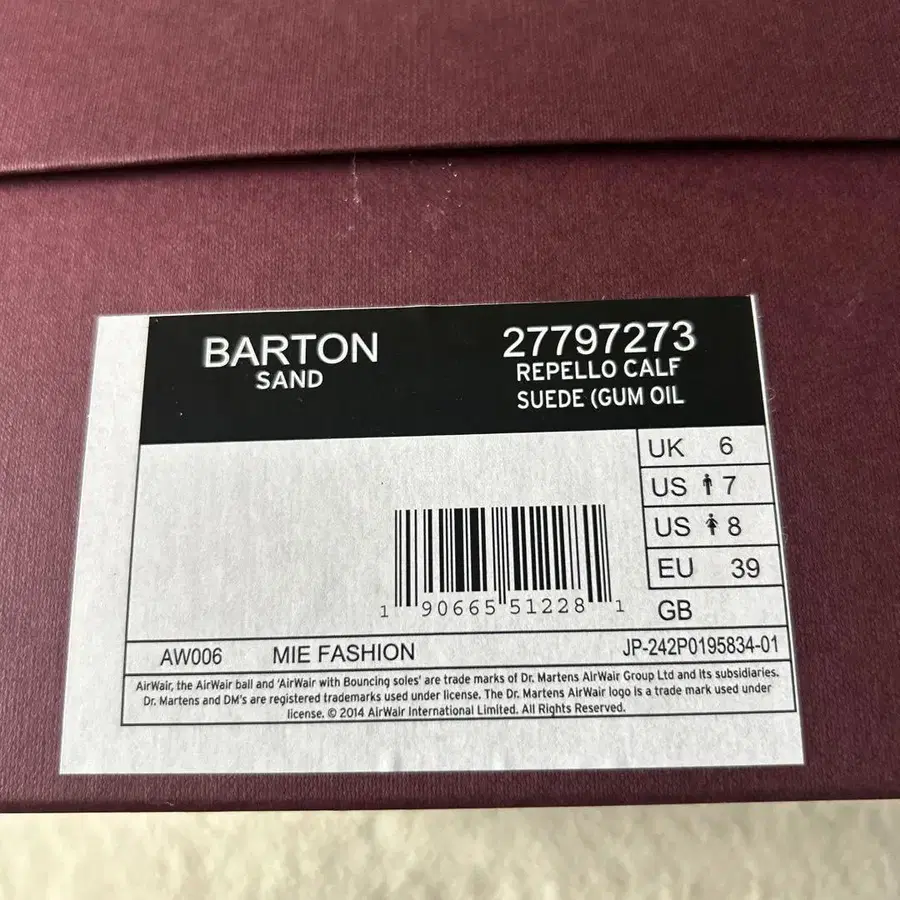 BARTON
SAND
27797273
REPELLO CALF
SUEDE (GUM OIL
UK 6
US 7
US 8
EU 39
GB
1 90665 51228 1
AW006 MIE FASHION JP-242P0195834-01
AirWair, the AirWair ball and 'AirWair with Bouncing soles' are trade marks of Dr. Martens AirWair Group Ltd and its subsidiaries.
Dr. Martens and DM's are registered trademarks used under license. The Dr. Martens AirWair logo is a trade mark used under
license. © 2014 AirWair International Limited. All Rights Reserved.